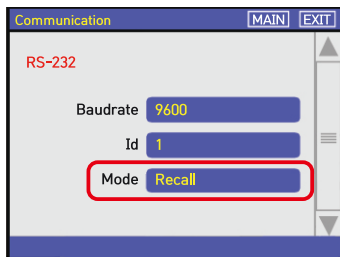 Communication MAIN EXIT
RS-232
Baudrate 9600
Id 1
Mode Recall